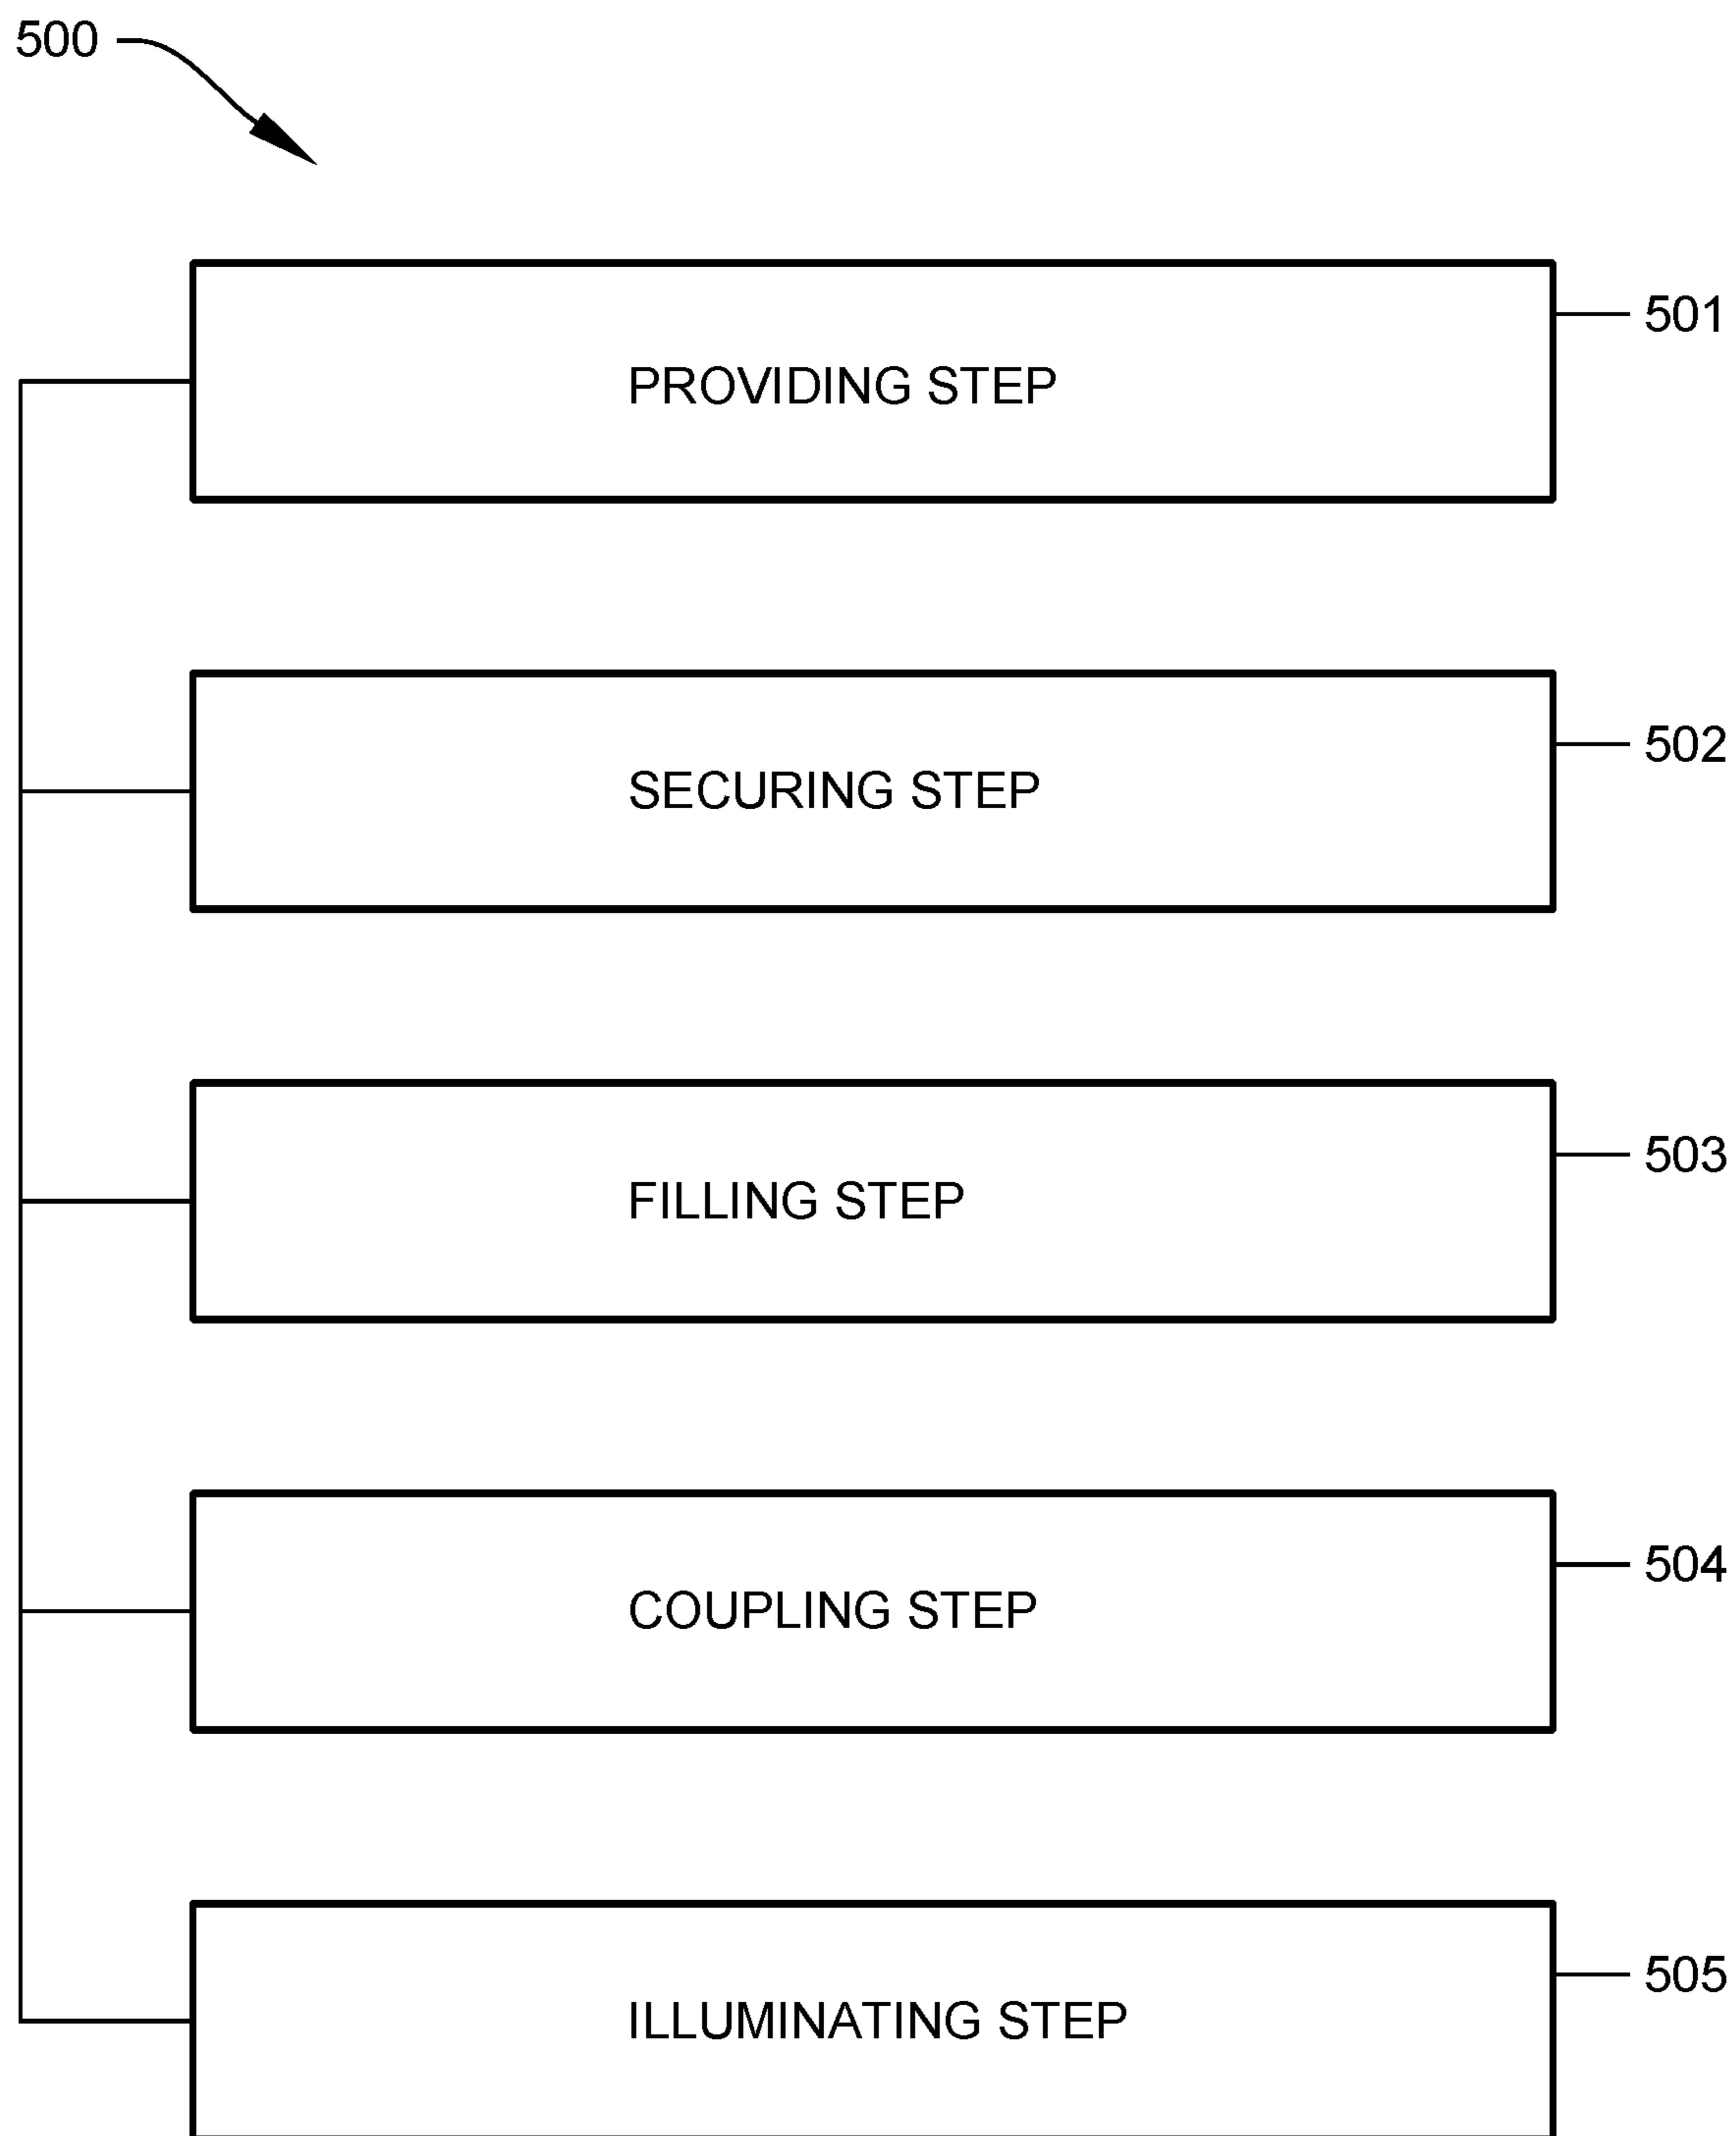 500
PROVIDING STEP
501
SECURING STEP
502
FILLING STEP
503
COUPLING STEP
504
ILLUMINATING STEP
505